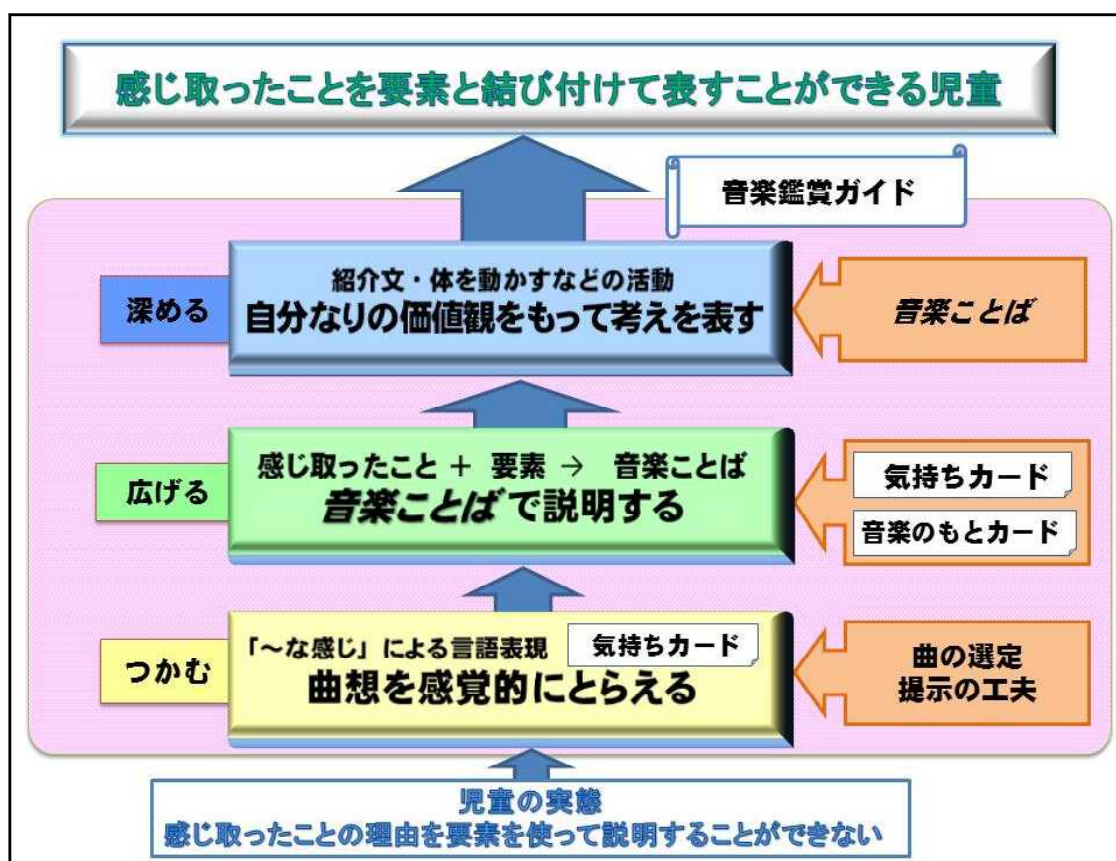 感じ取ったことを要素と結び付けて表すことができる児童
音楽鑑賞ガイド
深める
紹介文・体を動かすなどの活動
自分なりの価値観をもって考えを表す
音楽ことば
広げる
感じ取ったこと + 要素 → 音楽ことば
音楽ことばで説明する
気持ちカード
音楽のもとカード
つかむ
「~な感じ」による言語表現
気持ちカード
曲想を感覚的にとらえる
曲の選定
提示の工夫
児童の実態
感じ取ったことの理由を要素を使って説明することができない